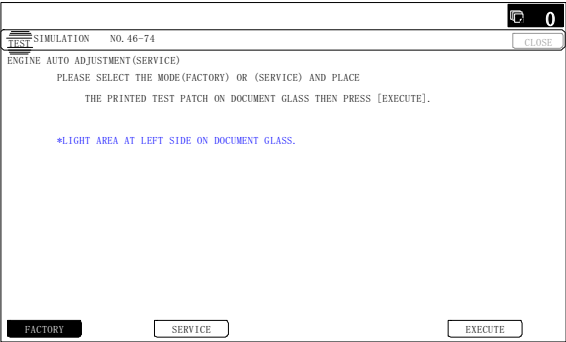 0
TEST SIMULATION NO.46-74
CLOSE
ENGINE AUTO ADJUSTMENT(SERVICE)
PLEASE SELECT THE MODE(FACTORY) OR (SERVICE) AND PLACE
THE PRINTED TEST PATCH ON DOCUMENT GLASS THEN PRESS [EXECUTE].
*LIGHT AREA AT LEFT SIDE ON DOCUMENT GLASS.
FACTORY SERVICE EXECUTE